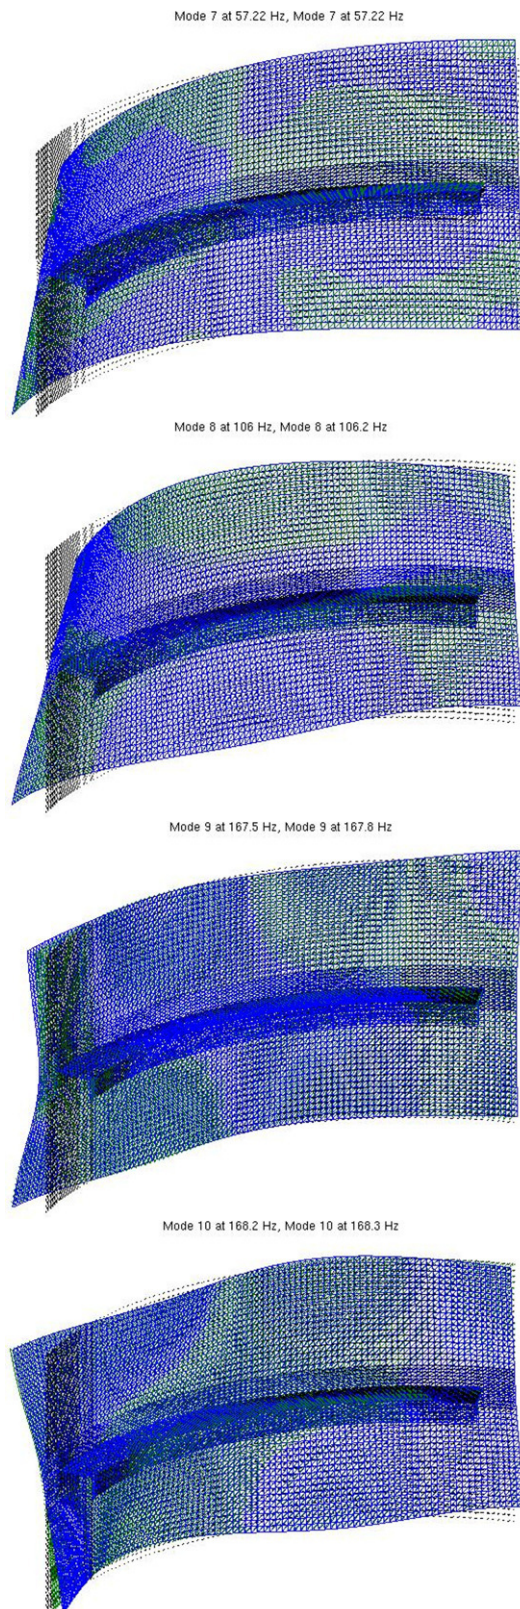 Mode 7 at 57.22 Hz, Mode 7 at 57.22 Hz
Mode 8 at 106 Hz, Mode 8 at 106.2 Hz
Mode 9 at 167.5 Hz, Mode 9 at 167.8 Hz
Mode 10 at 168.2 Hz, Mode 10 at 168.3 Hz